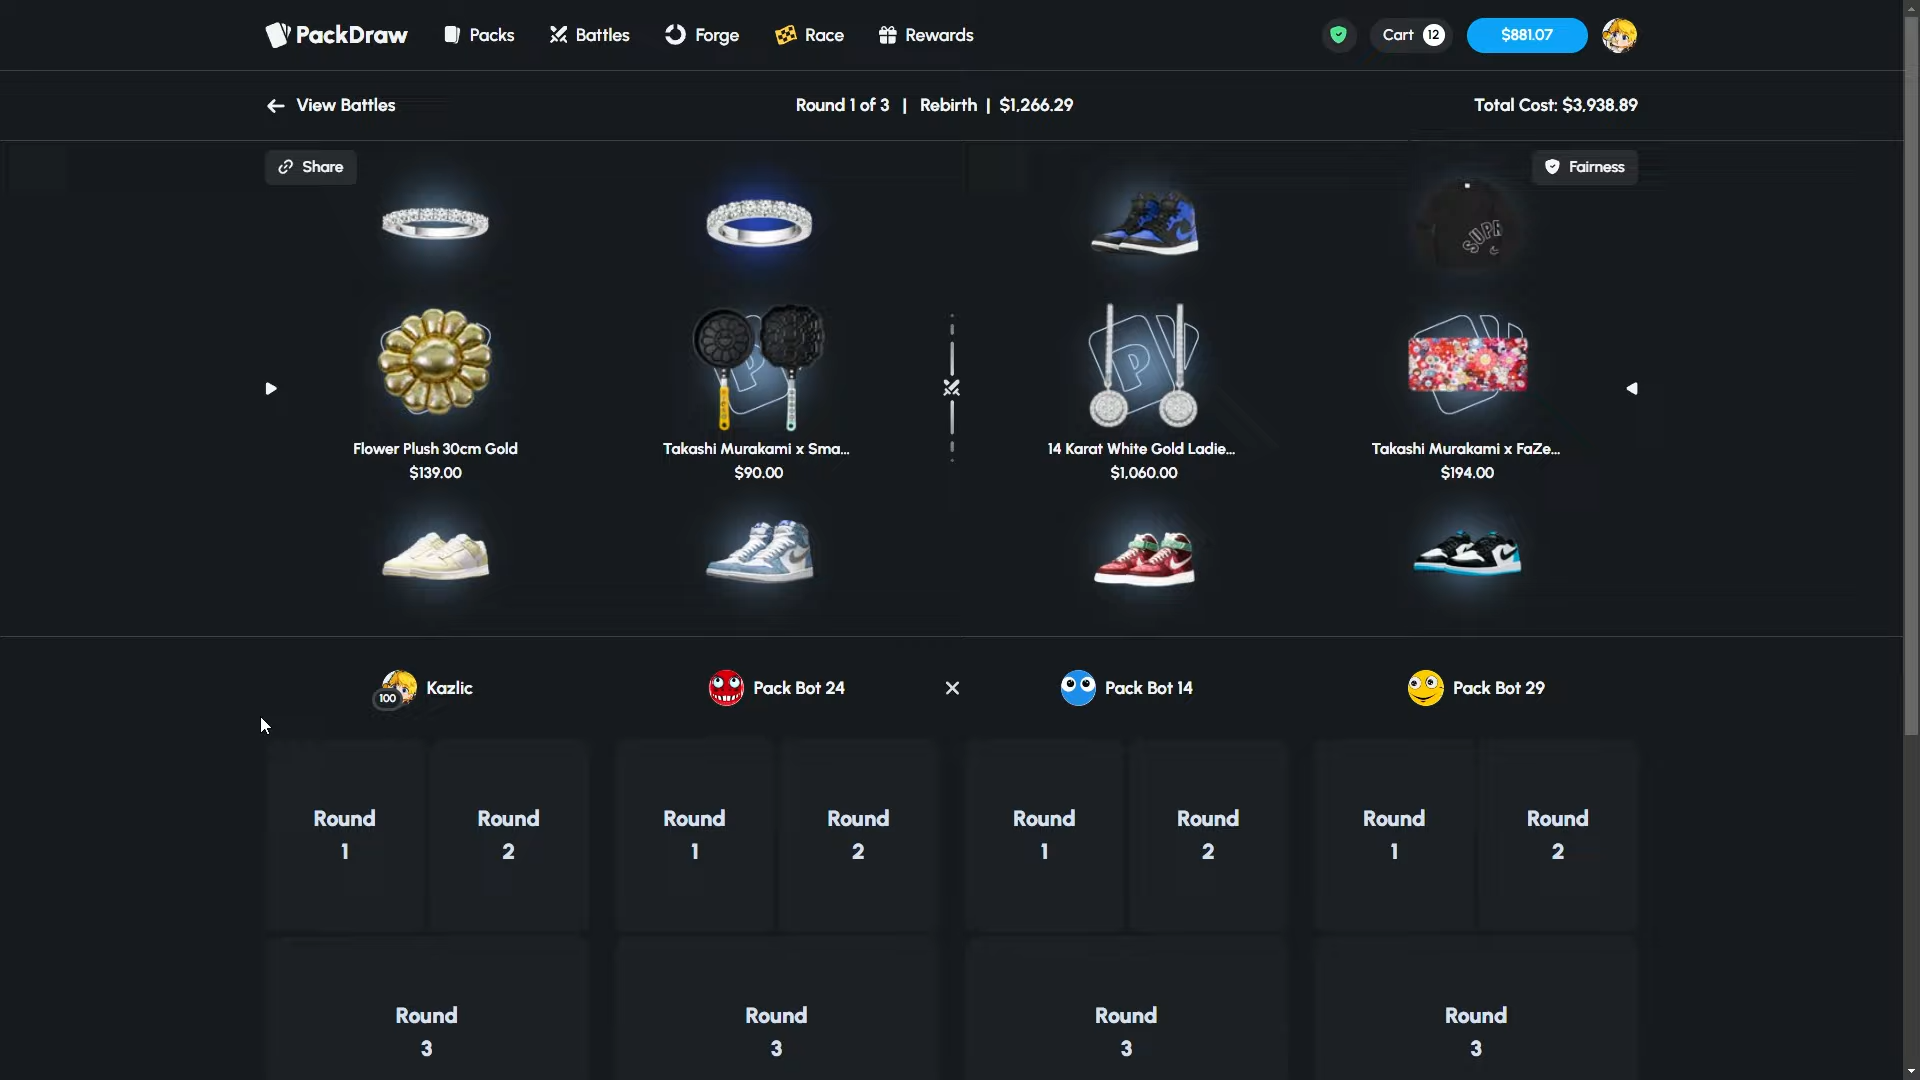 PackDraw
Packs
Battles
Forge
Race
Rewards
Cart 12
$881.07
View Battles
Round 1 of 3 | Rebirth | $1,266.29
Total Cost: $3,938.89
Share
Fairness
SUPR
Flower Plush 30cm Gold
$139.00
Takashi Murakami x Sma...
$90.00
14 Karat White Gold Ladie...
$1,060.00
Takashi Murakami x FaZe...
$194.00
100
Kazlic
Pack Bot 24
Pack Bot 14
Pack Bot 29
Round
1
Round
2
Round
1
Round
2
Round
1
Round
2
Round
1
Round
2
Round
3
Round
3
Round
3
Round
3